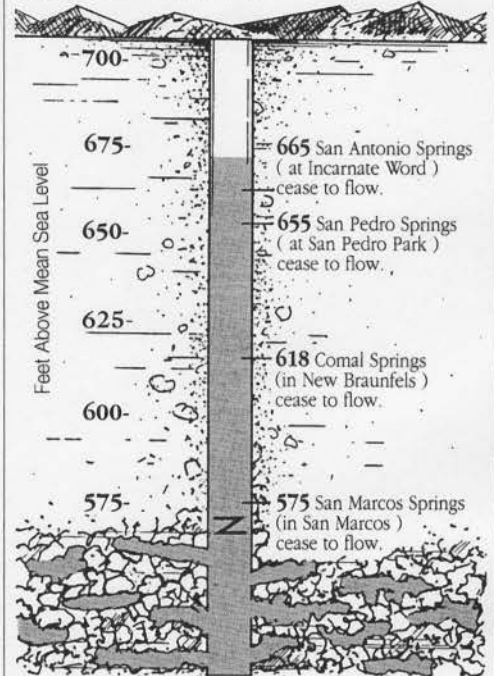 700-
675-
650-
625-
600-
575-
Feet Above Mean Sea Level
665 San Antonio Springs
( at Incarnate Word )
cease to flow.
655 San Pedro Springs
( at San Pedro Park )
cease to flow.
618 Comal Springs
(in New Braunfels )
cease to flow.
575 San Marcos Springs
(in San Marcos )
cease to flow.